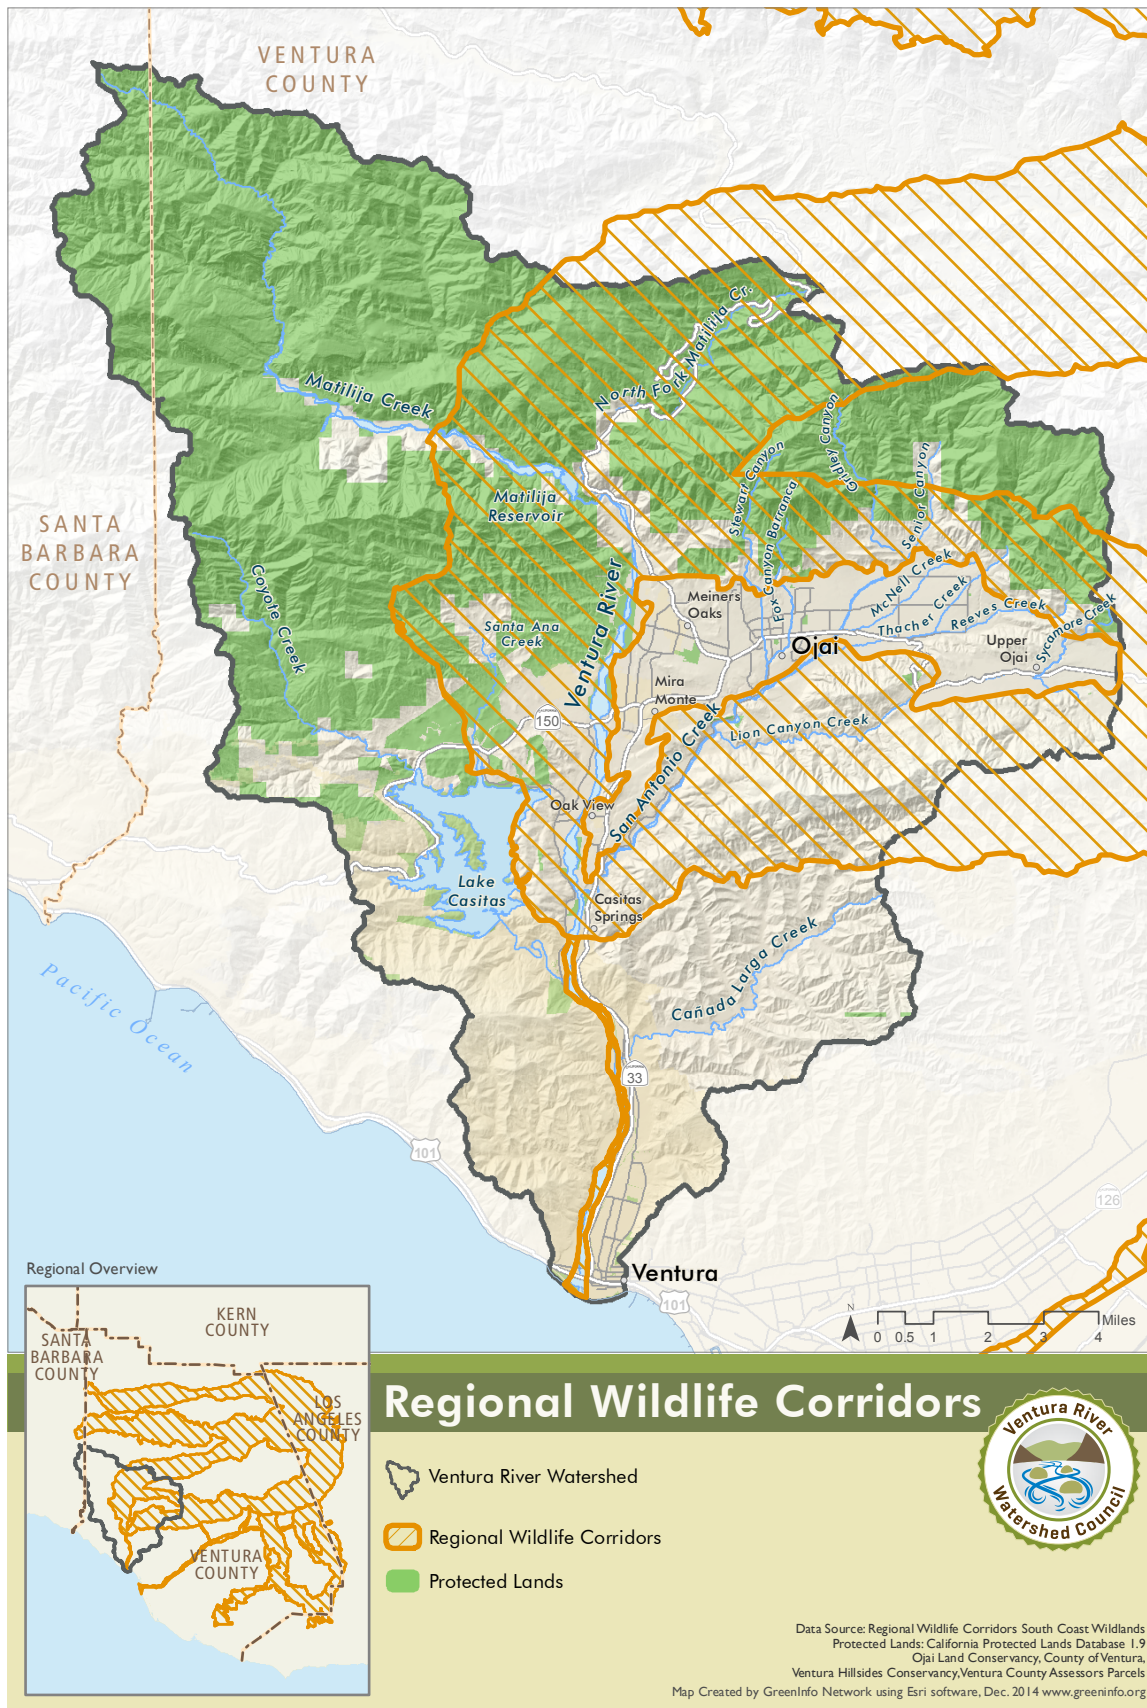 VENTURA
COUNTY
North Fork Matilija Cr.
Matilija Creek
Gridley Canyon
Stewart Canyon
Senior Canyon
Fox Canyon Barranca
Matilija
Reservoir
SANTA
BARBARA
COUNTY
Coyote Creek
Ventura River
McNell Creek
Thacher Creek
Reeves Creek
Sycamore Creek
Meiners
Oaks
Santa Ana
Creek
Ojai
Upper
Ojai
Mira
Monte
150
San Antonio Creek
Lion Canyon Creek
Oak View
Lake
Casitas
Casitas
Springs
Cañada Larga Creek
Pacific Ocean
33
101
126
Ventura
101
N
0 0.5 1 2 3 4
Miles
Regional Overview
KERN
COUNTY
SANTA
BARBARA
COUNTY
LOS
ANGELES
COUNTY
VENTURA
COUNTY
Regional Wildlife Corridors
Ventura River
Watershed Council
Ventura River Watershed
Regional Wildlife Corridors
Protected Lands
Data Source: Regional Wildlife Corridors South Coast Wildlands
Protected Lands: California Protected Lands Database 1.9
Ojai Land Conservancy, County of Ventura,
Ventura Hillsides Conservancy, Ventura County Assessors Parcels
Map Created by GreenInfo Network using Esri software, Dec. 2014 www.greeninfo.org